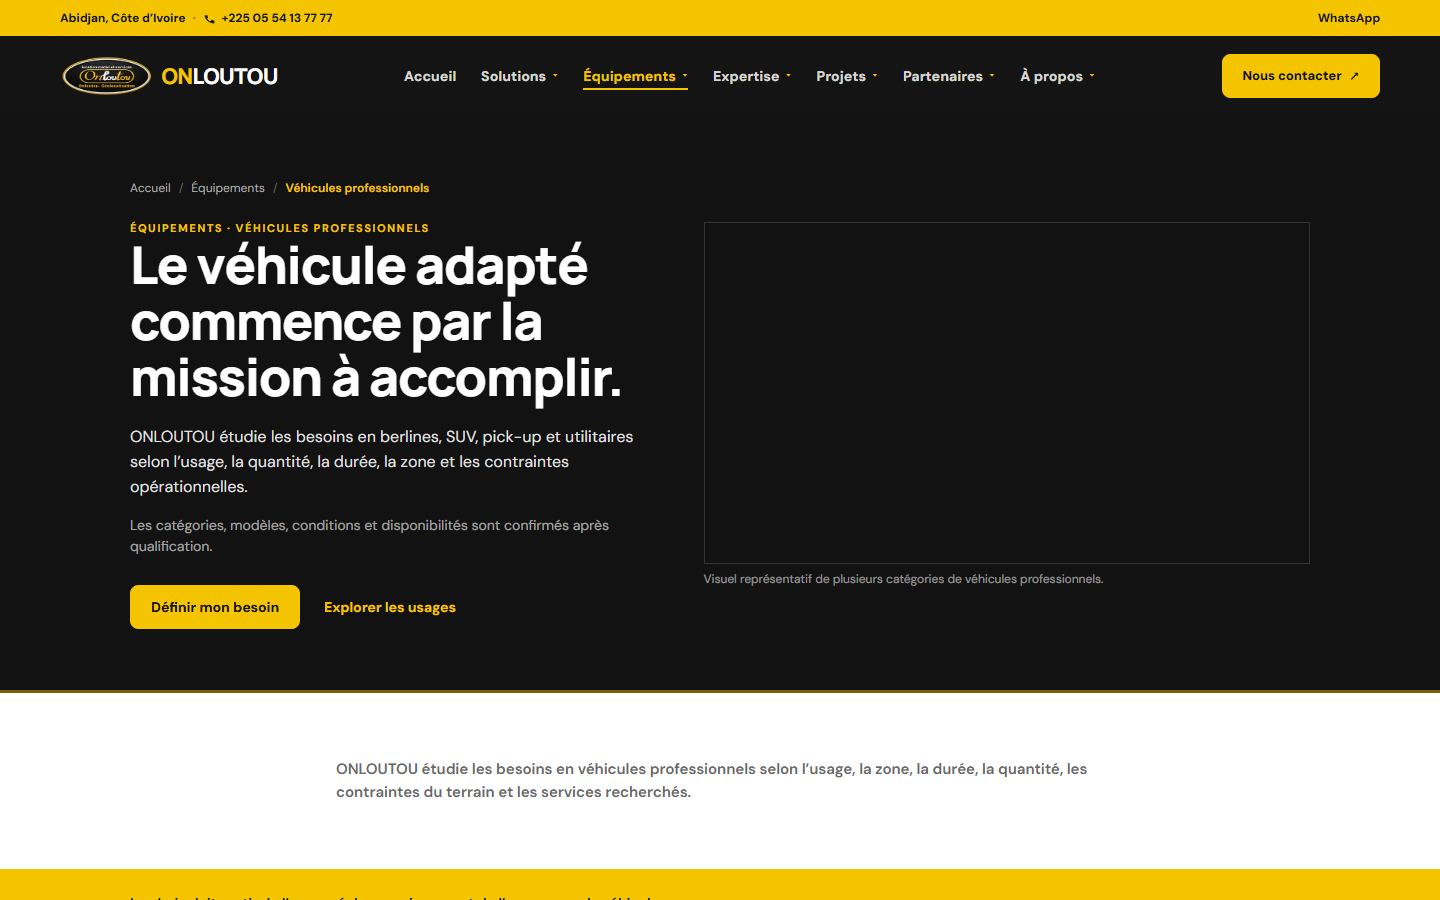 Abidjan, Côte d’Ivoire · +225 05 54 13 77 77
WhatsApp
Onloutou
ONLOUTOU
Accueil
Solutions
Équipements
Expertise
Projets
Partenaires
À propos
Nous contacter ↗
Accueil / Équipements / Véhicules professionnels
ÉQUIPEMENTS · VÉHICULES PROFESSIONNELS
Le véhicule adapté
commence par la
mission à accomplir.
ONLOUTOU étudie les besoins en berlines, SUV, pick-up et utilitaires
selon l’usage, la quantité, la durée, la zone et les contraintes
opérationnelles.
Les catégories, modèles, conditions et disponibilités sont confirmés après
qualification.
Définir mon besoin
Explorer les usages
Visuel représentatif de plusieurs catégories de véhicules professionnels.
ONLOUTOU étudie les besoins en véhicules professionnels selon l’usage, la zone, la durée, la quantité, les
contraintes du terrain et les services recherchés.